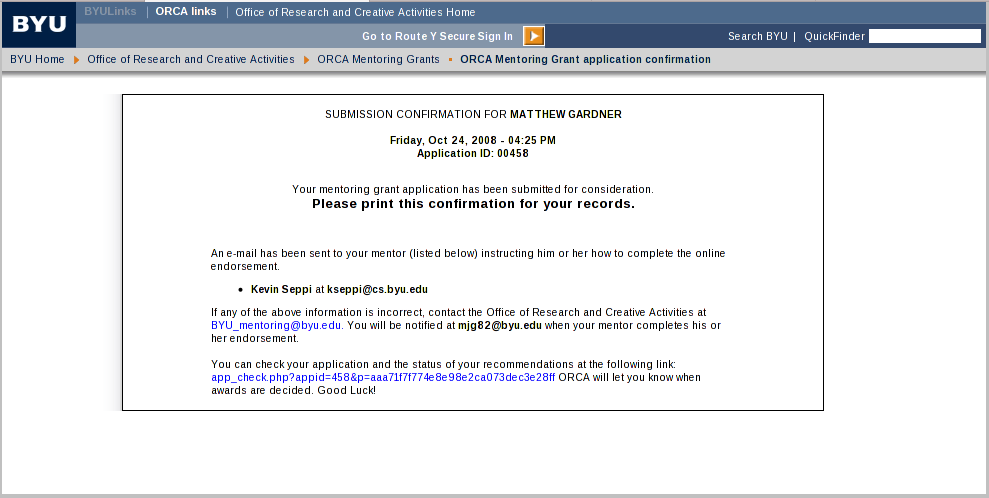 BYU
BYULinks | ORCA links | Office of Research and Creative Activities Home
Go to Route Y Secure Sign In
Search BYU | QuickFinder
BYU Home Office of Research and Creative Activities ORCA Mentoring Grants ORCA Mentoring Grant application confirmation
SUBMISSION CONFIRMATION FOR MATTHEW GARDNER
Friday, Oct 24, 2008 - 04:25 PM
Application ID: 00458
Your mentoring grant application has been submitted for consideration.
Please print this confirmation for your records.
An e-mail has been sent to your mentor (listed below) instructing him or her how to complete the online
endorsement.
• Kevin Seppi at kseppi@cs.byu.edu
If any of the above information is incorrect, contact the Office of Research and Creative Activities at
BYU_mentoring@byu.edu. You will be notified at mjg82@byu.edu when your mentor completes his or
her endorsement.
You can check your application and the status of your recommendations at the following link:
app_check.php?appid=458&p=aaa71f7f774e8e98e2ca073dec3e28ff ORCA will let you know when
awards are decided. Good Luck!